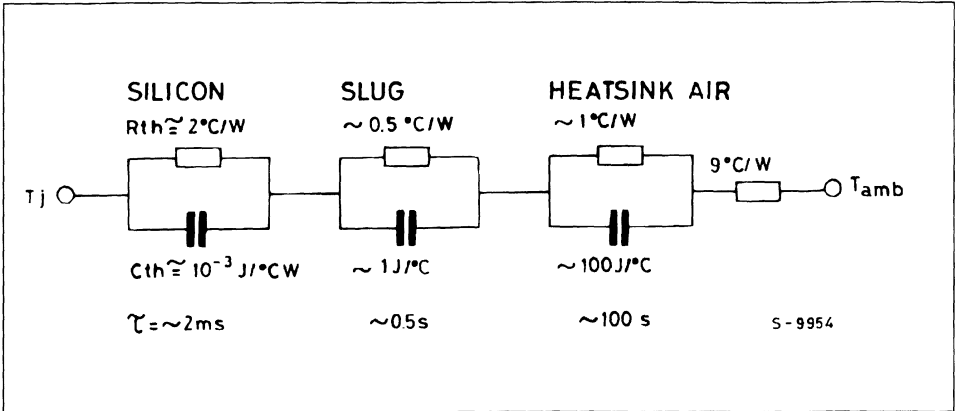 SILICON SLUG HEATSINK AIR
Rth≅2°C/W ~0.5°C/W ~1°C/W
9°C/W
Tj Tamb
Cth≅10⁻³ J/°CW ~1J/°C ~100J/°C
τ=~2ms ~0.5s ~100 s S-9954